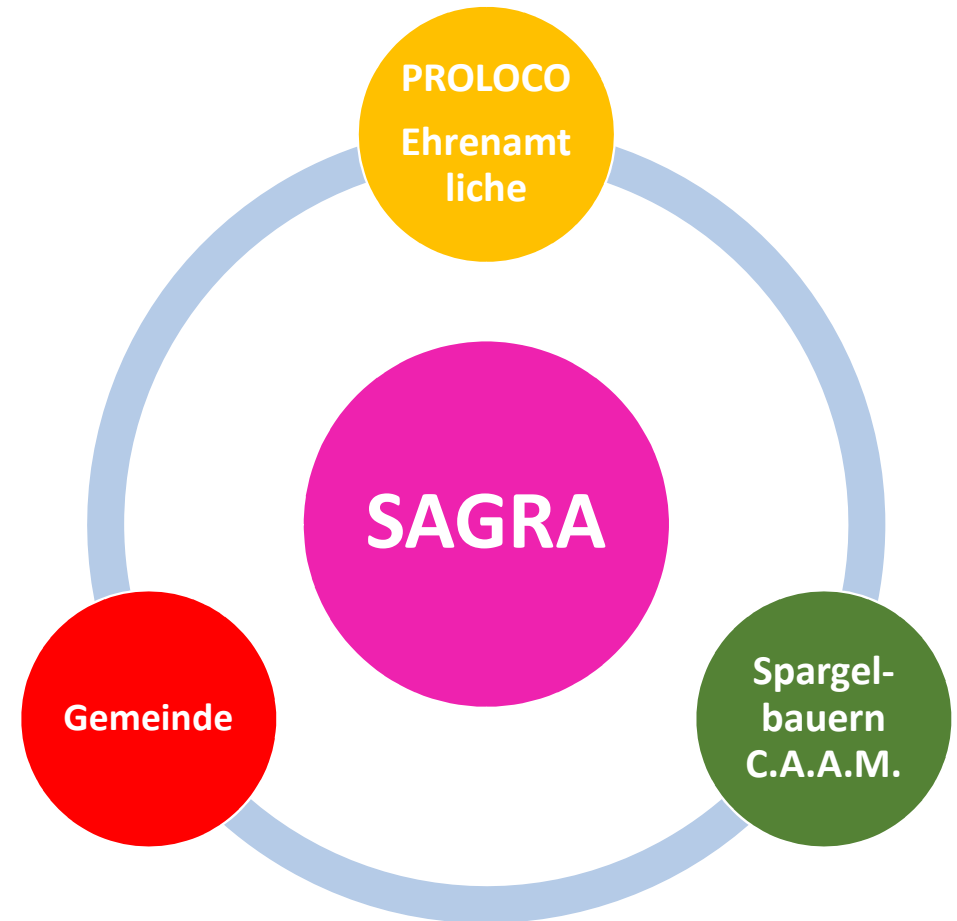 PROLOCO
Ehrenamt
liche
SAGRA
Gemeinde
Spargel-
bauern
C.A.A.M.